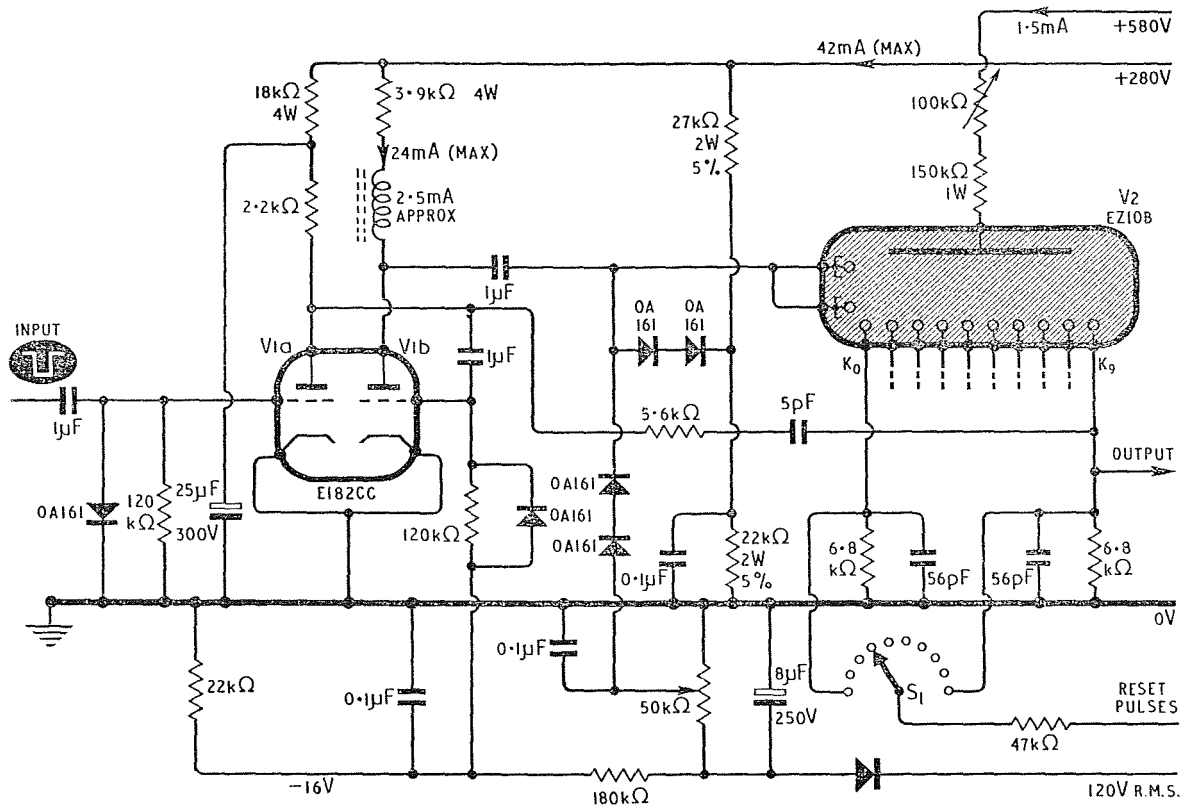 1·5mA
+580V
42mA (MAX)
+280V
18kΩ
4W
3·9kΩ 4W
100kΩ
27kΩ
2W
5%
24mA (MAX)
150kΩ
1W
2·2kΩ
2·5mA
APPROX
V2
EZ10B
1µF
INPUT
V1a
V1b
1µF
OA
161
OA
161
K0
K9
1µF
5·6kΩ
5pF
OUTPUT
OA161
120
kΩ
25µF
300V
E182CC
120kΩ
OA161
OA161
OA161
0·1µF
22kΩ
2W
5%
6·8
kΩ
56pF
56pF
6·8
kΩ
0V
22kΩ
0·1µF
0·1µF
50kΩ
8µF
250V
S1
RESET
PULSES
47kΩ
−16V
180kΩ
120V R.M.S.